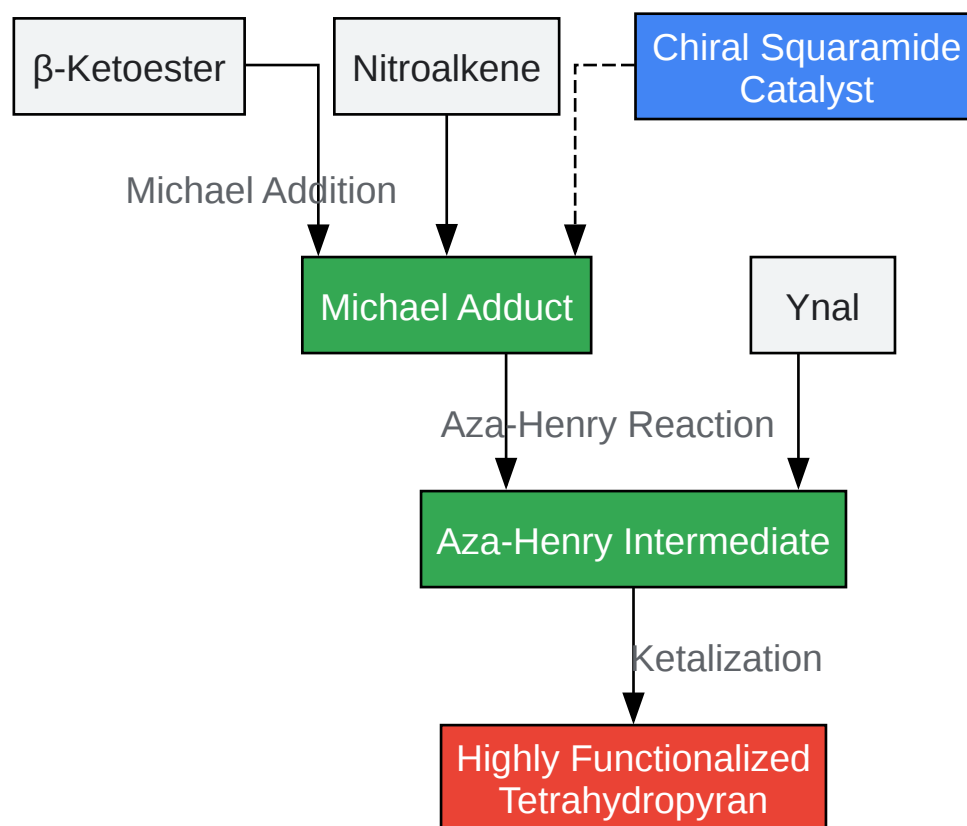 β-Ketoester
Nitroalkene
Chiral Squaramide
Catalyst
Michael Addition
Michael Adduct
Ynal
Aza-Henry Reaction
Aza-Henry Intermediate
Ketalization
Highly Functionalized
Tetrahydropyran